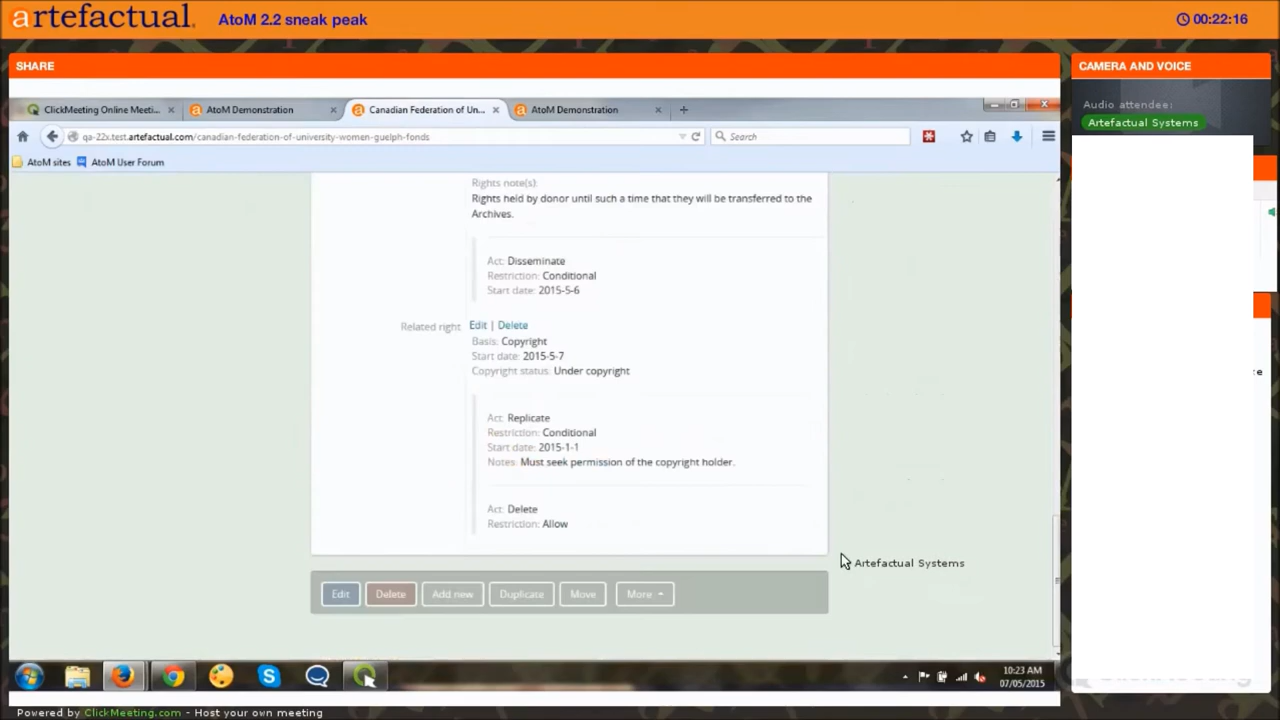 artefactual.
AtoM 2.2 sneak peak
00:22:16
SHARE
CAMERA AND VOICE
Audio attendee:
Artefactual Systems
ClickMeeting Online Meeti...
AtoM Demonstration
Canadian Federation of Un...
AtoM Demonstration
qa-22x.test.artefactual.com/canadian-federation-of-university-women-guelph-fonds
Search
AtoM sites
AtoM User Forum
Rights note(s):
Rights held by donor until such a time that they will be transferred to the
Archives.
Act: Disseminate
Restriction: Conditional
Start date: 2015-5-6
Related right
Edit | Delete
Basis: Copyright
Start date: 2015-5-7
Copyright status: Under copyright
Act: Replicate
Restriction: Conditional
Start date: 2015-1-1
Notes: Must seek permission of the copyright holder.
Act: Delete
Restriction: Allow
Artefactual Systems
Edit
Delete
Add new
Duplicate
Move
More
10:23 AM
07/05/2015
Powered by ClickMeeting.com - Host your own meeting